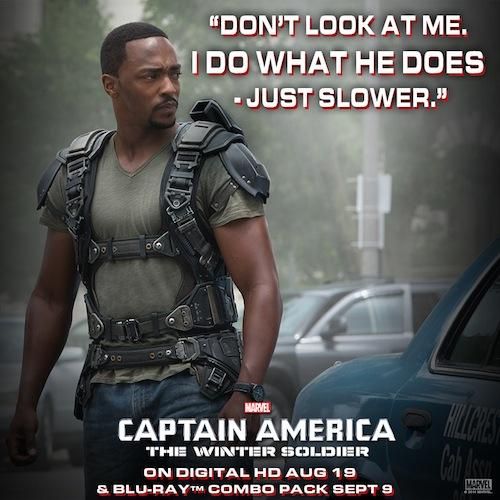 "DON'T LOOK AT ME.
I DO WHAT HE DOES
- JUST SLOWER."
MARVEL
CAPTAIN AMERICA
THE WINTER SOLDIER
ON DIGITAL HD AUG 19
& BLU-RAY™ COMBO PACK SEPT 9
HILLCREST
Cab
MARVEL